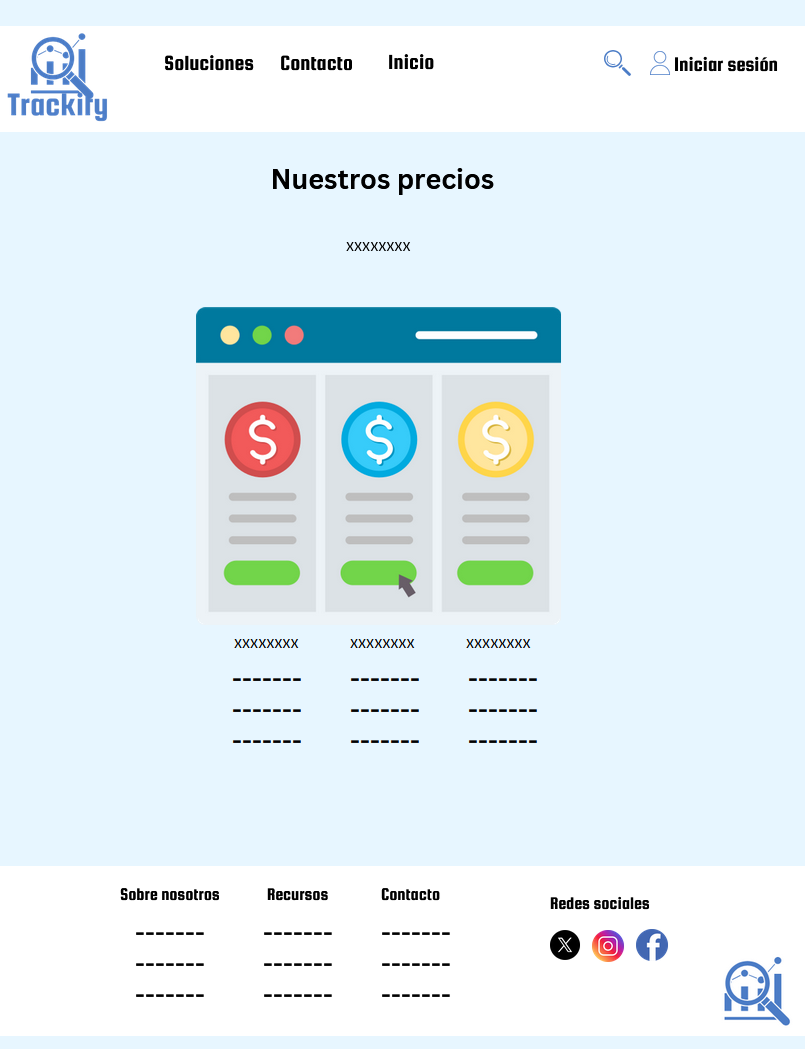 Trackify
Soluciones Contacto Inicio Iniciar sesión
Nuestros precios
xxxxxxxx
$ $ $
xxxxxxxx xxxxxxxx xxxxxxxx
------- ------- -------
------- ------- -------
------- ------- -------
Sobre nosotros Recursos Contacto Redes sociales
------- ------- -------
------- ------- -------
------- ------- -------